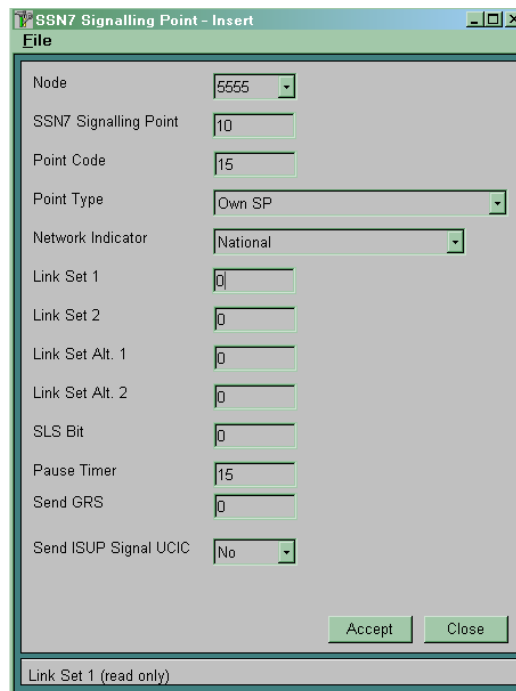 SSN7 Signalling Point - Insert
File
Node 5555
SSN7 Signalling Point 10
Point Code 15
Point Type Own SP
Network Indicator National
Link Set 1 0
Link Set 2 0
Link Set Alt. 1 0
Link Set Alt. 2 0
SLS Bit 0
Pause Timer 15
Send GRS 0
Send ISUP Signal UCIC No
Accept Close
Link Set 1 (read only)